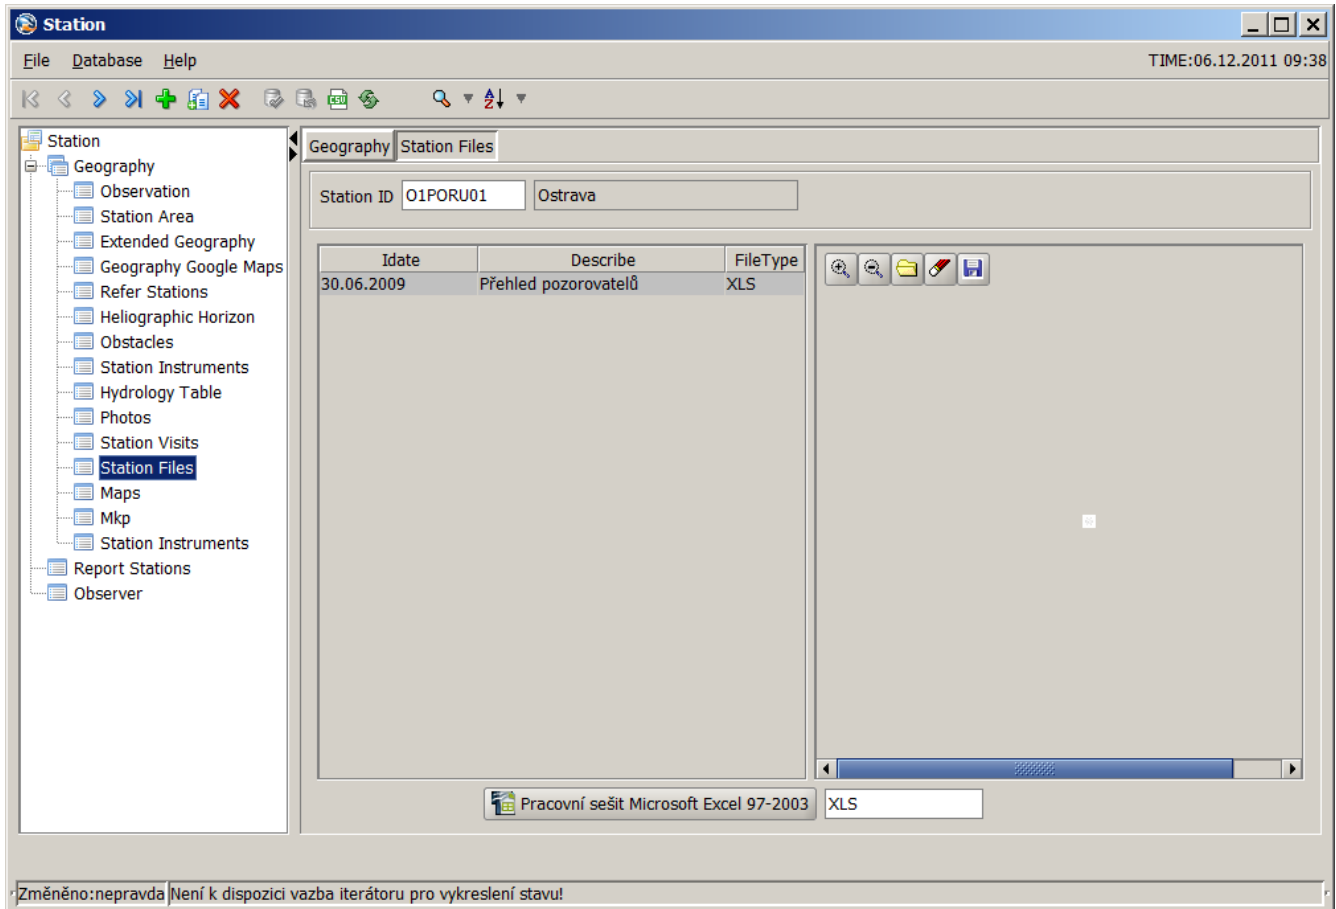 Station
File Database Help TIME:06.12.2011 09:38
CSV A Z
Station
Geography
Observation
Station Area
Extended Geography
Geography Google Maps
Refer Stations
Heliographic Horizon
Obstacles
Station Instruments
Hydrology Table
Photos
Station Visits
Station Files
Maps
Mkp
Station Instruments
Report Stations
Observer
Geography Station Files
Station ID O1PORU01 Ostrava
Idate Describe FileType
30.06.2009 Přehled pozorovatelů XLS
Pracovní sešit Microsoft Excel 97-2003 XLS
Změněno:nepravda Není k dispozici vazba iterátoru pro vykreslení stavu!